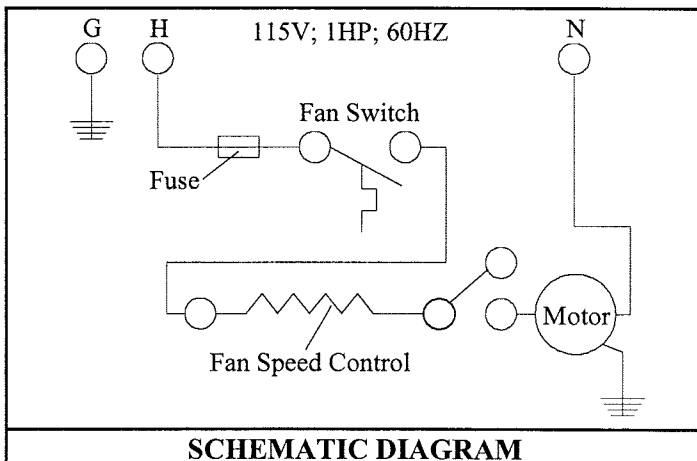 G H 115V; 1HP; 60HZ N
Fan Switch
Fuse
Motor
Fan Speed Control
SCHEMATIC DIAGRAM